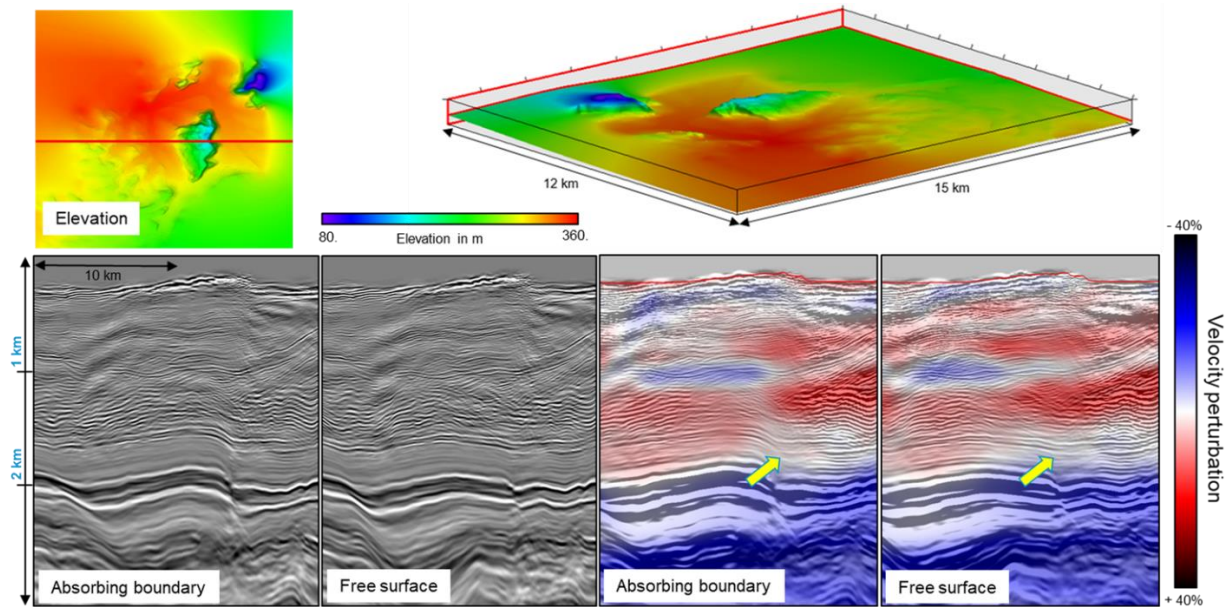 Elevation
12 km
15 km
80.
Elevation in m
360.
- 40%
10 km
1 km
2 km
Velocity perturbation
Absorbing boundary
Free surface
Absorbing boundary
Free surface
+ 40%